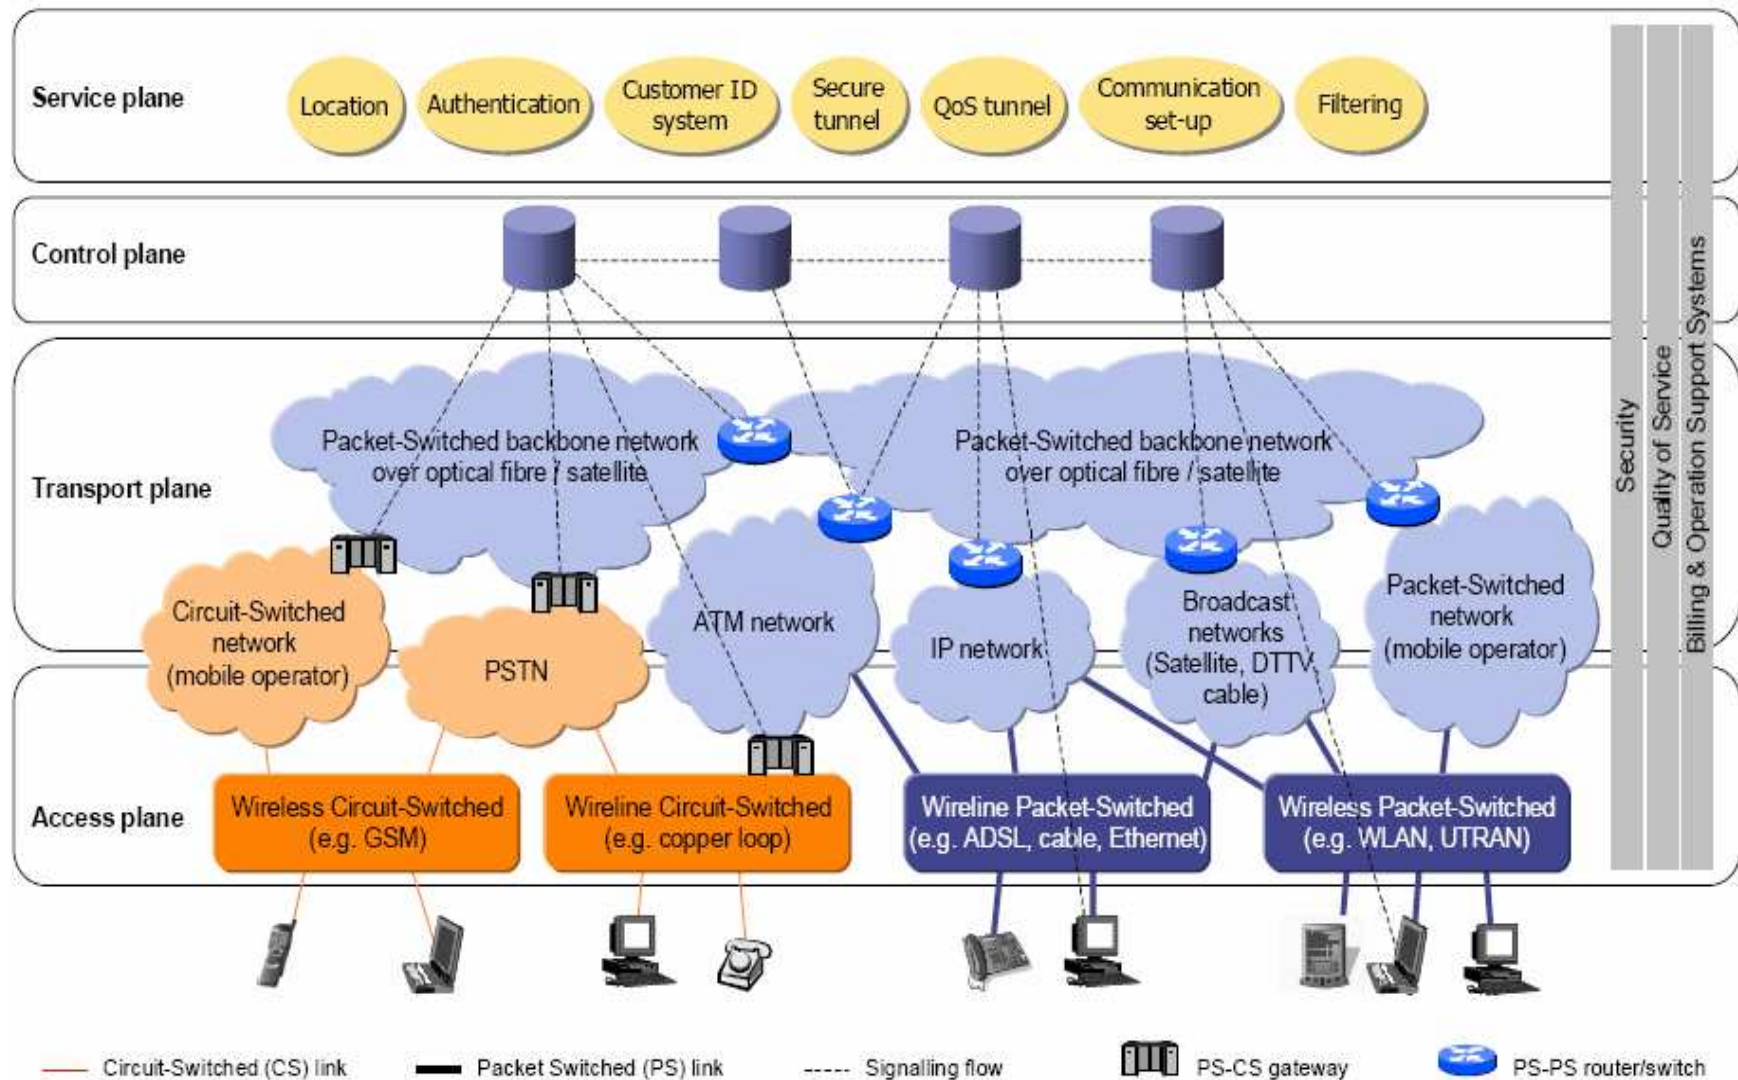 Service plane
Location
Authentication
Customer ID
system
Secure
tunnel
QoS tunnel
Communication
set-up
Filtering
Control plane
Transport plane
Packet-Switched backbone network
over optical fibre / satellite
Packet-Switched backbone network
over optical fibre / satellite
Circuit-Switched
network
(mobile operator)
PSTN
ATM network
IP network
Broadcast
networks
(Satellite, DTTV,
cable)
Packet-Switched
network
(mobile operator)
Security
Quality of Service
Billing & Operation Support Systems
Access plane
Wireless Circuit-Switched
(e.g. GSM)
Wireline Circuit-Switched
(e.g. copper loop)
Wireline Packet-Switched
(e.g. ADSL, cable, Ethernet)
Wireless Packet-Switched
(e.g. WLAN, UTRAN)
Circuit-Switched (CS) link
Packet Switched (PS) link
Signalling flow
PS-CS gateway
PS-PS router/switch